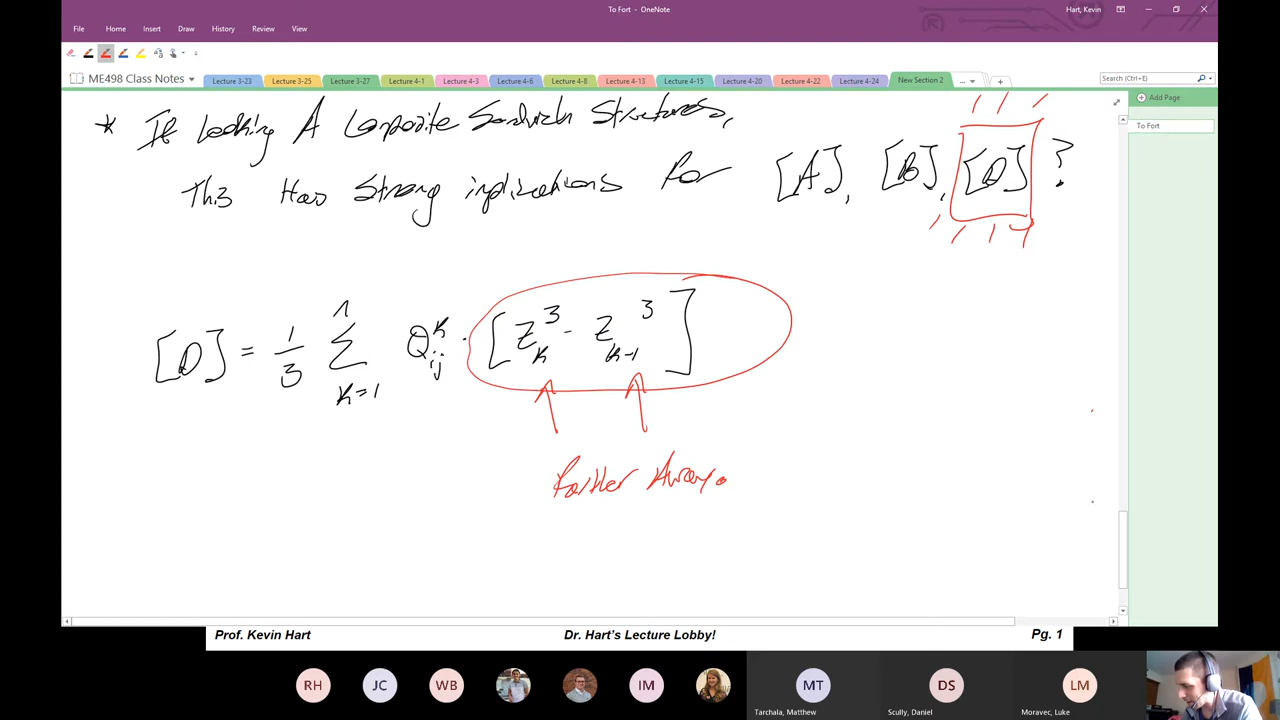 To Fort - OneNote
Hart, Kevin
File Home Insert Draw History Review View
ME498 Class Notes
Lecture 3-23 Lecture 3-25 Lecture 3-27 Lecture 4-1 Lecture 4-3 Lecture 4-6 Lecture 4-8 Lecture 4-13 Lecture 4-15 Lecture 4-20 Lecture 4-22 Lecture 4-24 New Section 2 ...
Search (Ctrl+E)
Add Page
To Fort
* If Looking A Composite Sandwich Structures,
This Has Strong implications For [A], [B], [D] ?
[D] = 1/3 Σ k=1 n Q ij k · [Z k 3 - Z k-1 3]
Farther Away.
Prof. Kevin Hart
Dr. Hart's Lecture Lobby!
Pg. 1
RH JC WB IM MT DS LM
Tarchala, Matthew
Scully, Daniel
Moravec, Luke